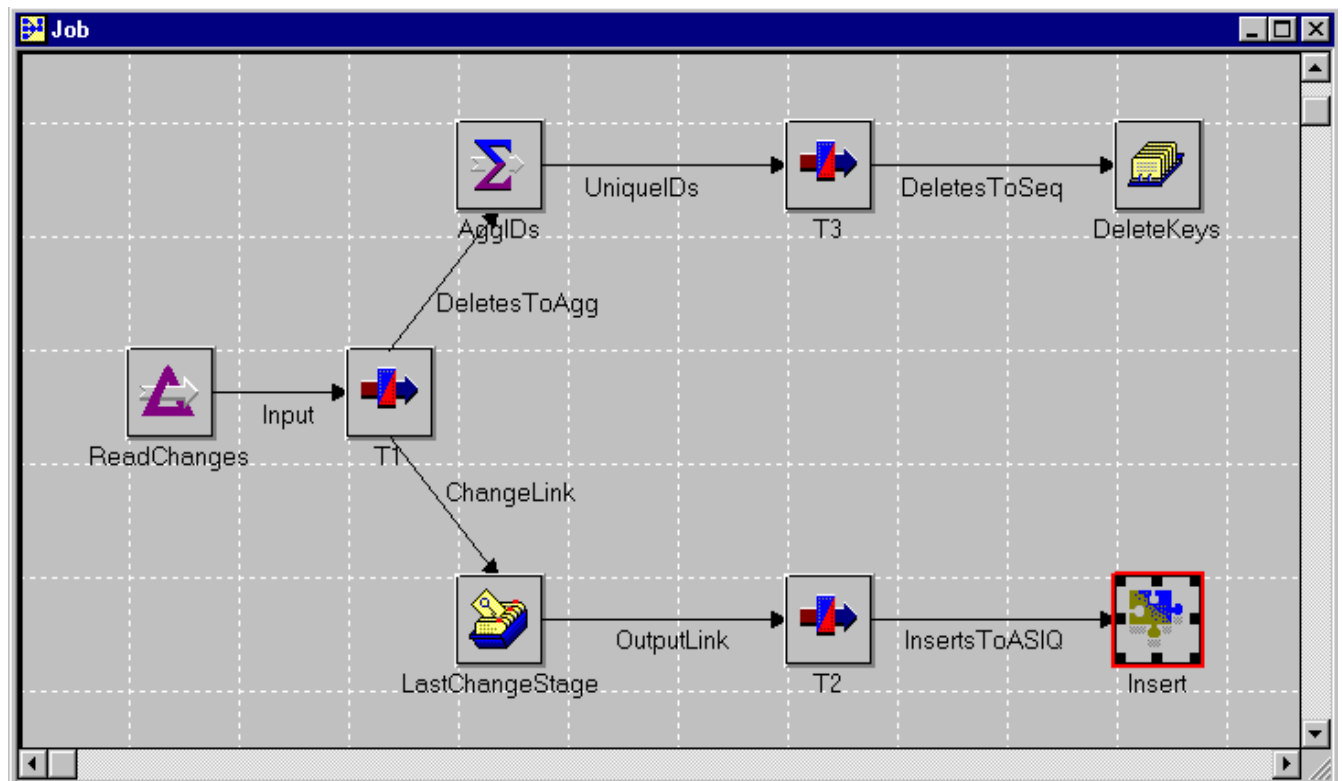 Job
AggIDs
UniqueIDs
T3
DeletesToSeq
DeleteKeys
DeletesToAgg
ReadChanges
Input
T1
ChangeLink
LastChangeStage
OutputLink
T2
InsertsToASIQ
Insert